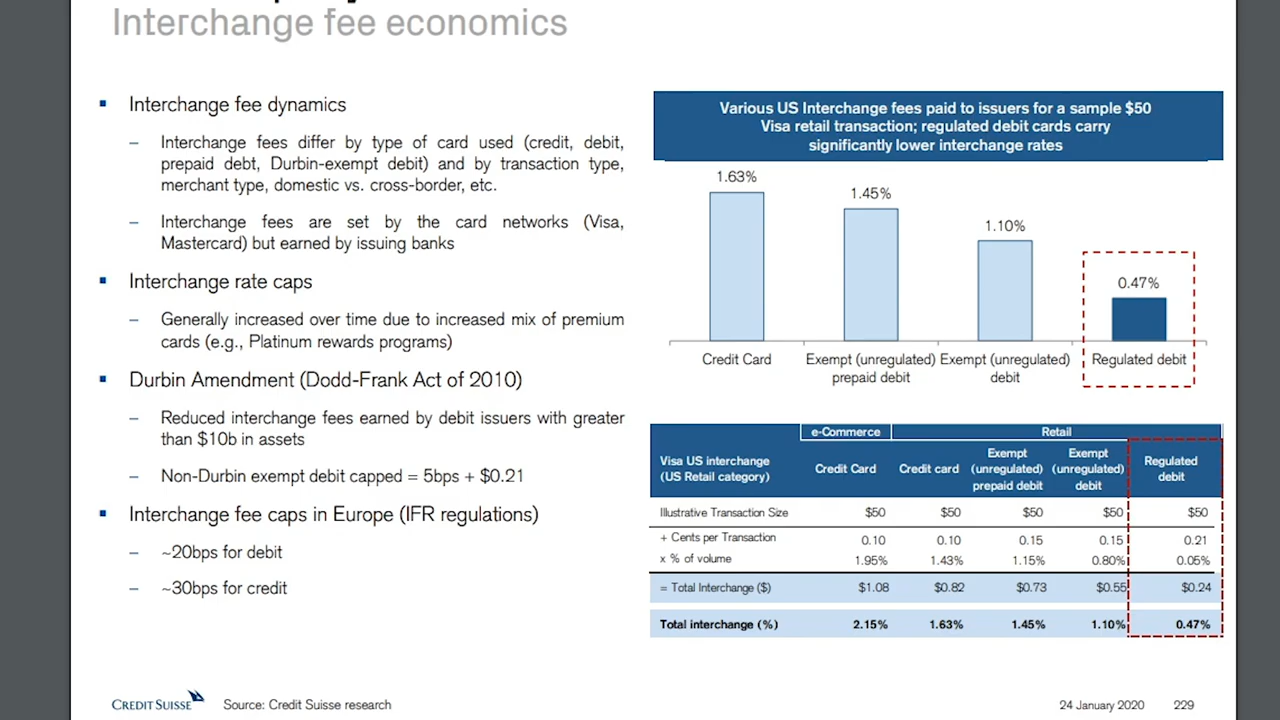 Interchange fee economics
▪ Interchange fee dynamics
– Interchange fees differ by type of card used (credit, debit,
prepaid debt, Durbin-exempt debit) and by transaction type,
merchant type, domestic vs. cross-border, etc.
– Interchange fees are set by the card networks (Visa,
Mastercard) but earned by issuing banks
▪ Interchange rate caps
– Generally increased over time due to increased mix of premium
cards (e.g., Platinum rewards programs)
▪ Durbin Amendment (Dodd-Frank Act of 2010)
– Reduced interchange fees earned by debit issuers with greater
than $10b in assets
– Non-Durbin exempt debit capped = 5bps + $0.21
▪ Interchange fee caps in Europe (IFR regulations)
– ~20bps for debit
– ~30bps for credit
Various US Interchange fees paid to issuers for a sample $50
Visa retail transaction; regulated debit cards carry
significantly lower interchange rates
1.63%
1.45%
1.10%
0.47%
Credit Card
Exempt (unregulated)
prepaid debit
Exempt (unregulated)
debit
Regulated debit
e-Commerce Retail
Visa US interchange
(US Retail category)
Credit Card
Credit card
Exempt
(unregulated)
prepaid debit
Exempt
(unregulated)
debit
Regulated
debit
Illustrative Transaction Size $50 $50 $50 $50 $50
+ Cents per Transaction 0.10 0.10 0.15 0.15 0.21
x % of volume 1.95% 1.43% 1.15% 0.80% 0.05%
= Total Interchange ($) $1.08 $0.82 $0.73 $0.55 $0.24
Total interchange (%) 2.15% 1.63% 1.45% 1.10% 0.47%
CREDIT SUISSE Source: Credit Suisse research 24 January 2020 229